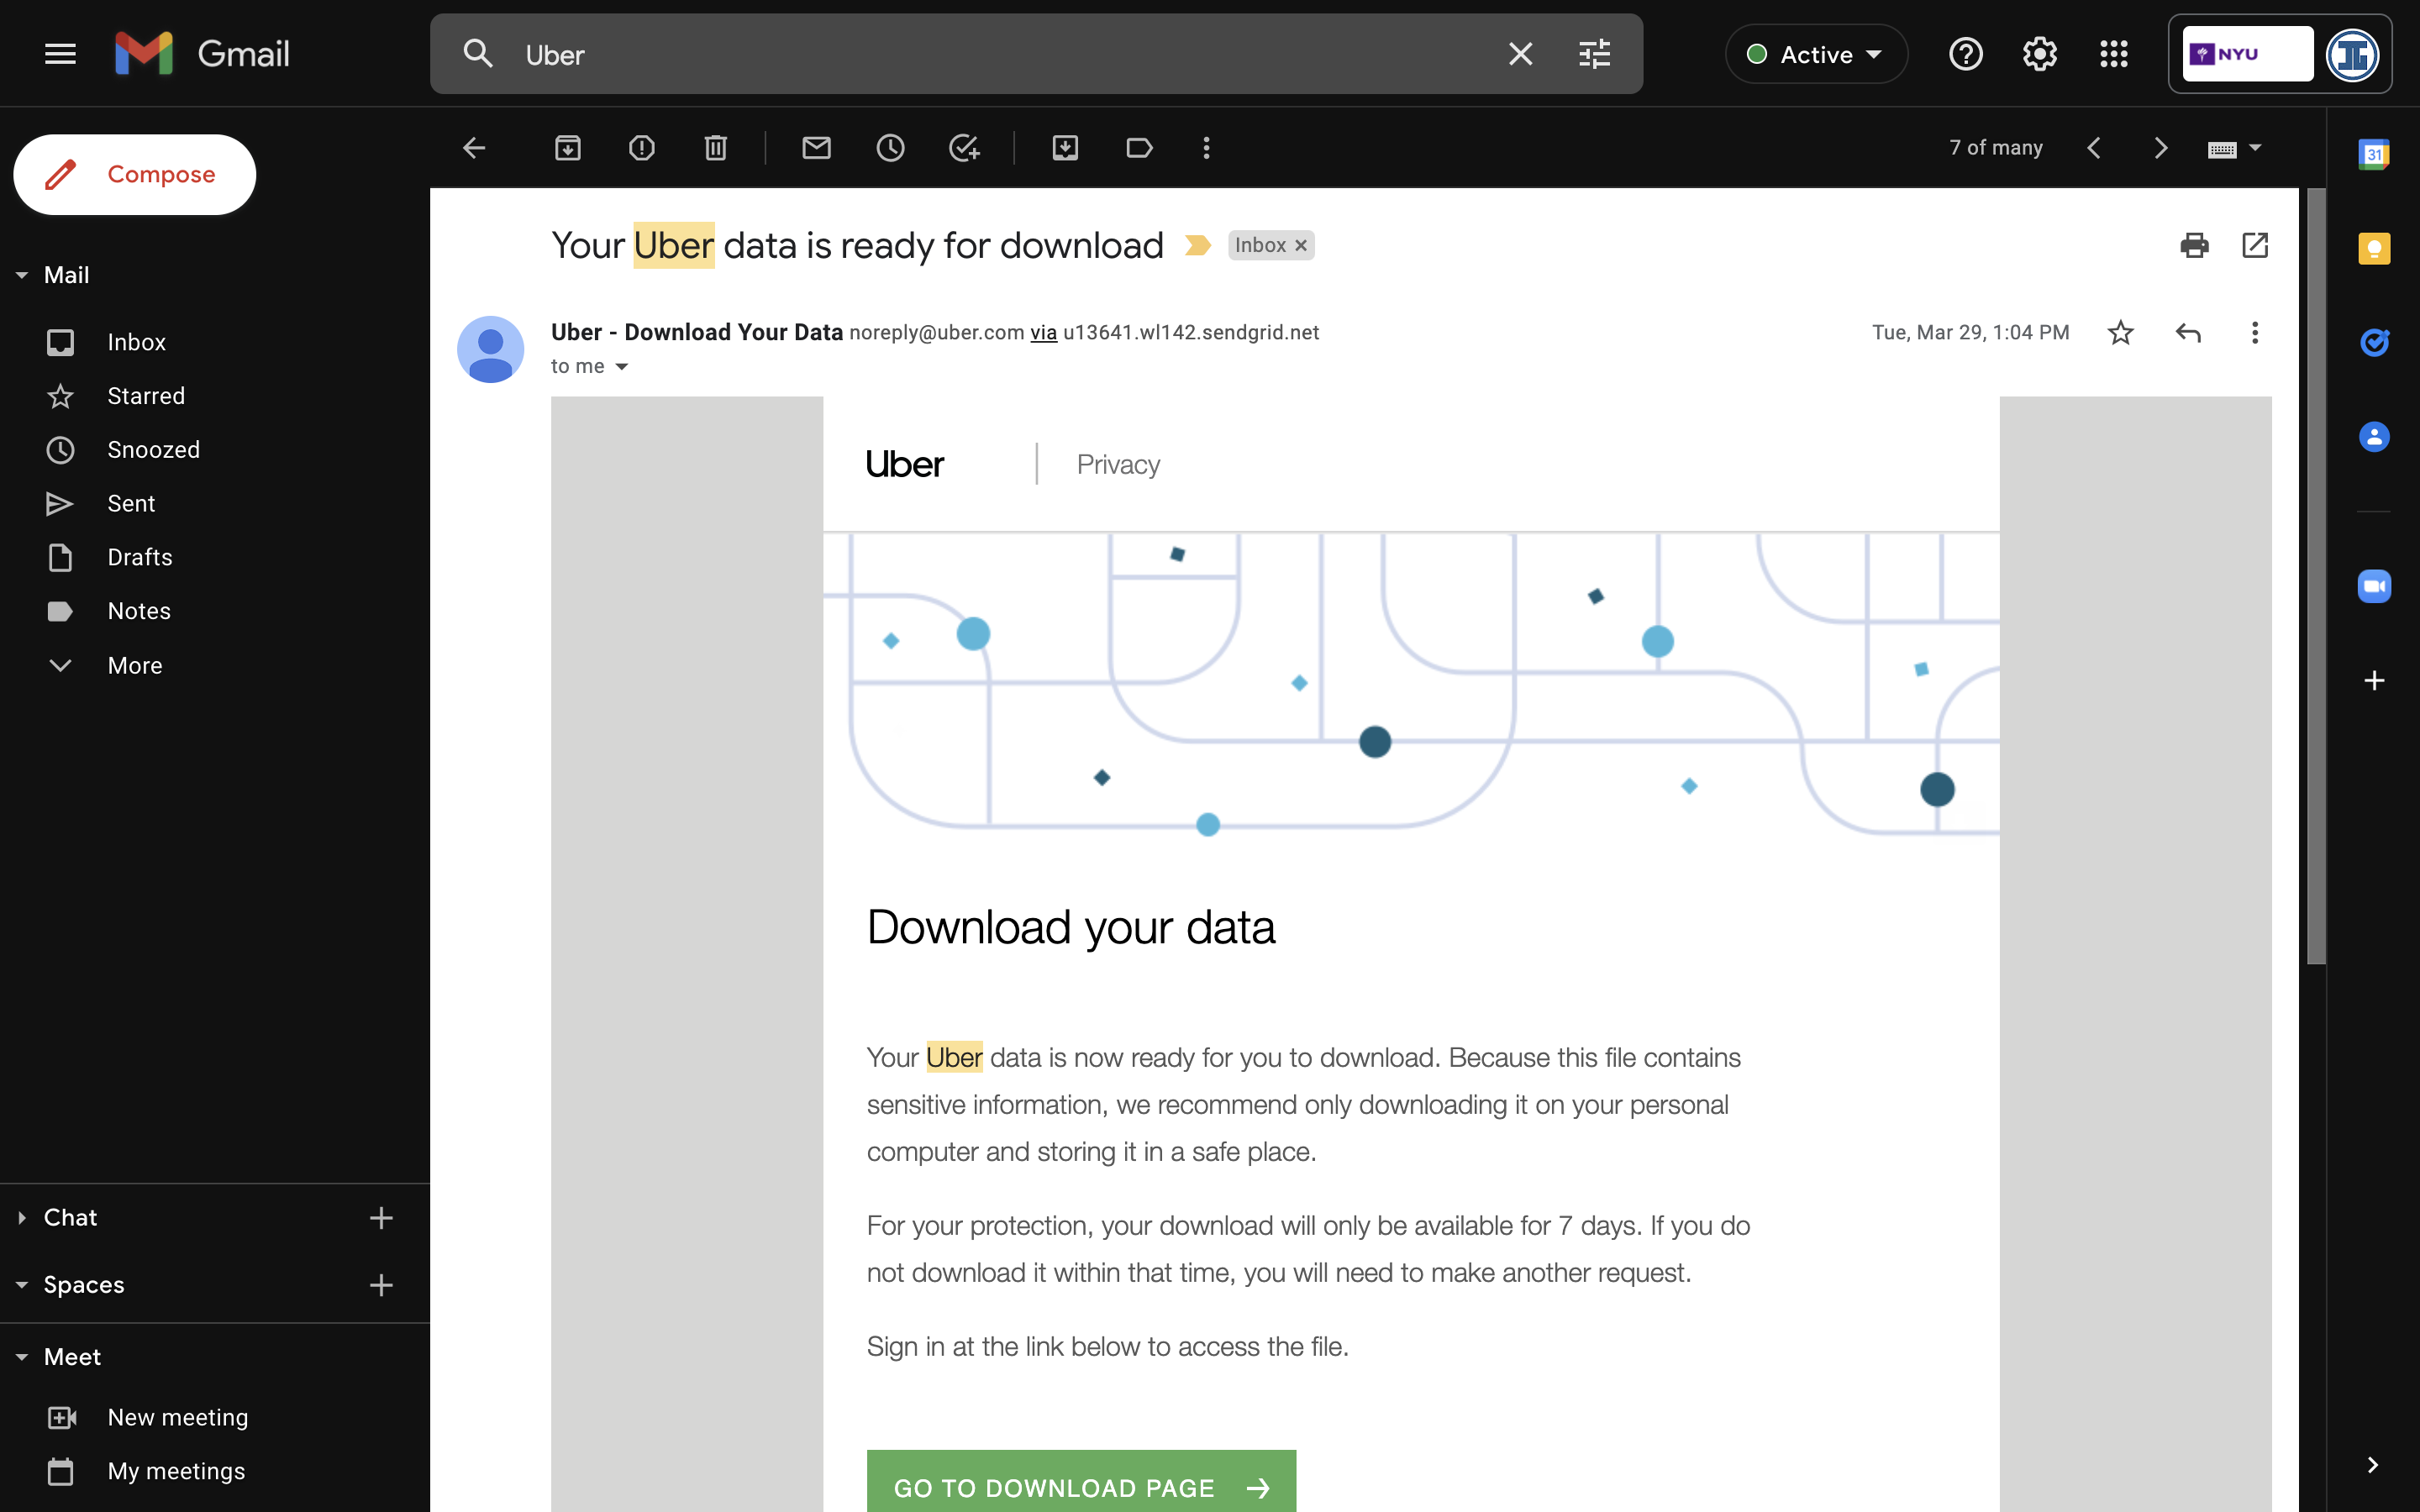 Gmail
Uber
Active
NYU
Compose
7 of many
31
Mail
Inbox
Starred
Snoozed
Sent
Drafts
Notes
More
Chat
Spaces
Meet
New meeting
My meetings
Your Uber data is ready for download
Inbox
Uber - Download Your Data noreply@uber.com via u13641.wl142.sendgrid.net
Tue, Mar 29, 1:04 PM
to me
Uber
Privacy
Download your data
Your Uber data is now ready for you to download. Because this file contains
sensitive information, we recommend only downloading it on your personal
computer and storing it in a safe place.
For your protection, your download will only be available for 7 days. If you do
not download it within that time, you will need to make another request.
Sign in at the link below to access the file.
GO TO DOWNLOAD PAGE